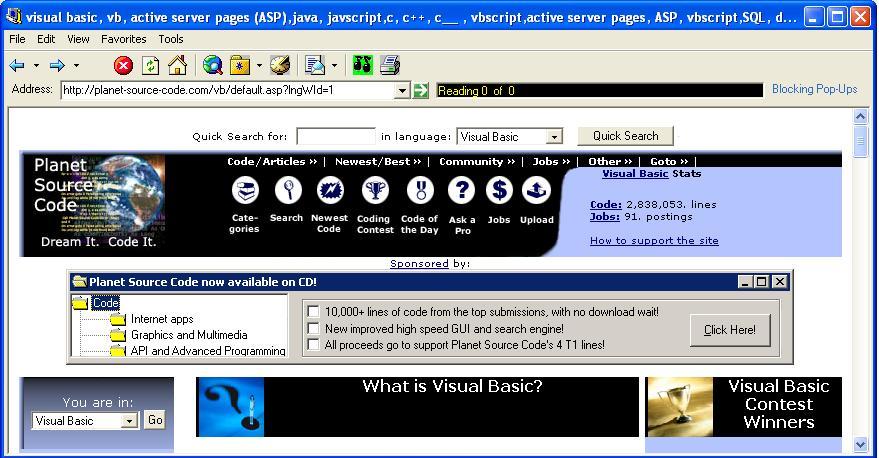 visual basic, vb, active server pages (ASP),java, javscript,c, c++, c__ , vbscript,active server pages, ASP, vbscript,SQL, d...
File Edit View Favorites Tools
Address: http://planet-source-code.com/vb/default.asp?lngWId=1 Reading 0 of 0 Blocking Pop-Ups
Quick Search for: in language: Visual Basic Quick Search
Planet
Source
Code
Dream It. Code It.
Code/Articles » | Newest/Best » | Community » | Jobs » | Other » | Goto » |
Cate-
gories
Search
Newest
Code
Coding
Contest
Code of
the Day
Ask a
Pro
Jobs
Upload
Visual Basic Stats
Code: 2,838,053. lines
Jobs: 91. postings
How to support the site
Sponsored by:
Planet Source Code now available on CD!
Code
Internet apps
Graphics and Multimedia
API and Advanced Programming
10,000+ lines of code from the top submissions, with no download wait!
New improved high speed GUI and search engine!
All proceeds go to support Planet Source Code's 4 T1 lines!
Click Here!
You are in:
Visual Basic Go
What is Visual Basic?
Visual Basic
Contest
Winners